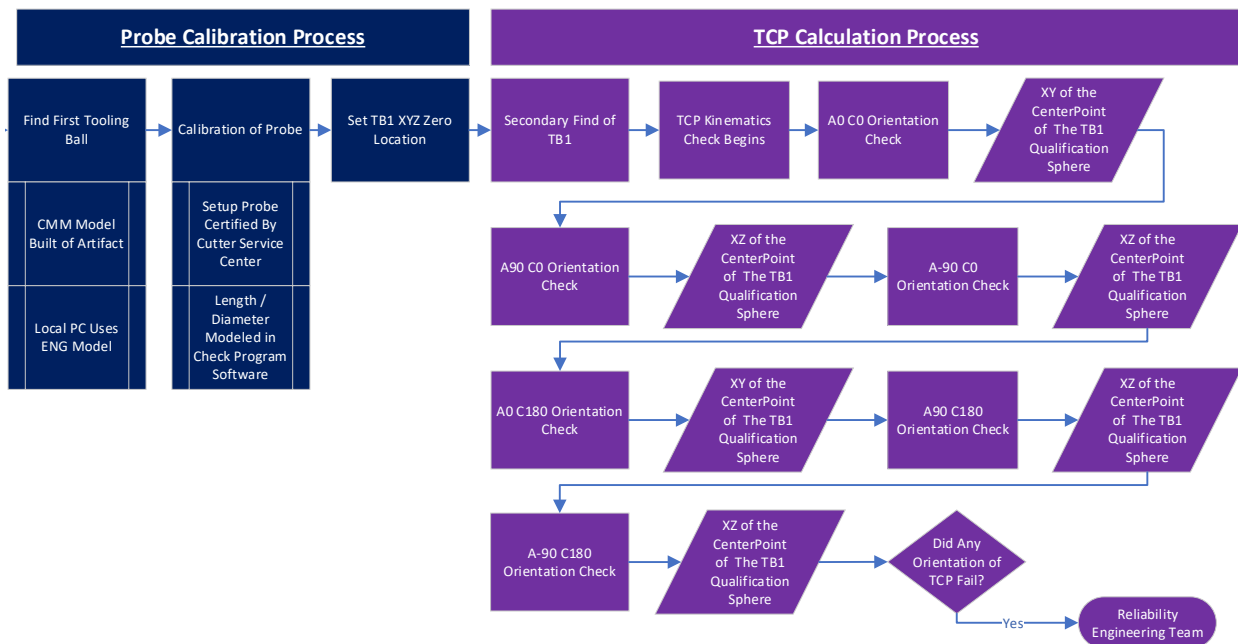 Probe Calibration Process
TCP Calculation Process
Find First Tooling
Ball
CMM Model
Built of Artifact
Local PC Uses
ENG Model
Calibration of Probe
Setup Probe
Certified By
Cutter Service
Center
Length /
Diameter
Modeled in
Check Program
Software
Set TB1 XYZ Zero
Location
Secondary Find of
TB1
TCP Kinematics
Check Begins
A0 C0 Orientation
Check
XY of the
CenterPoint
of The TB1
Qualification
Sphere
A90 C0 Orientation
Check
XZ of the
CenterPoint
of The TB1
Qualification
Sphere
A-90 C0
Orientation Check
XZ of the
CenterPoint
of The TB1
Qualification
Sphere
A0 C180 Orientation
Check
XY of the
CenterPoint
of The TB1
Qualification
Sphere
A90 C180
Orientation Check
XZ of the
CenterPoint
of The TB1
Qualification
Sphere
A-90 C180
Orientation Check
XZ of the
CenterPoint
of The TB1
Qualification
Sphere
Did Any
Orientation of
TCP Fail?
Yes
Reliability
Engineering Team